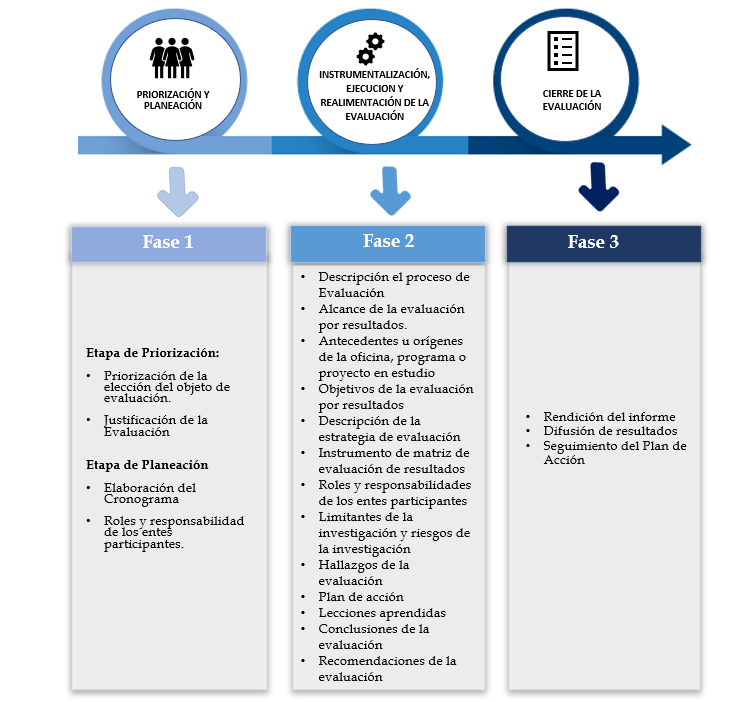 PRIORIZACIÓN Y
PLANEACIÓN
INSTRUMENTALIZACIÓN,
EJECUCION Y
REALIMENTACIÓN DE LA
EVALUACIÓN
CIERRE DE LA
EVALUACIÓN
Fase 1
Etapa de Priorización:
• Priorización de la
elección del objeto de
evaluación.
• Justificación de la
Evaluación
Etapa de Planeación
• Elaboración del
Cronograma
• Roles y responsabilidad
de los entes
participantes.
Fase 2
• Descripción el proceso de
Evaluación
• Alcance de la evaluación
por resultados.
• Antecedentes u orígenes
de la oficina, programa o
proyecto en estudio
• Objetivos de la evaluación
por resultados
• Descripción de la
estrategia de evaluación
• Instrumento de matriz de
evaluación de resultados
• Roles y responsabilidades
de los entes participantes
• Limitantes de la
investigación y riesgos de
la investigación
• Hallazgos de la
evaluación
• Plan de acción
• Lecciones aprendidas
• Conclusiones de la
evaluación
• Recomendaciones de la
evaluación
Fase 3
• Rendición del informe
• Difusión de resultados
• Seguimiento del Plan de
Acción